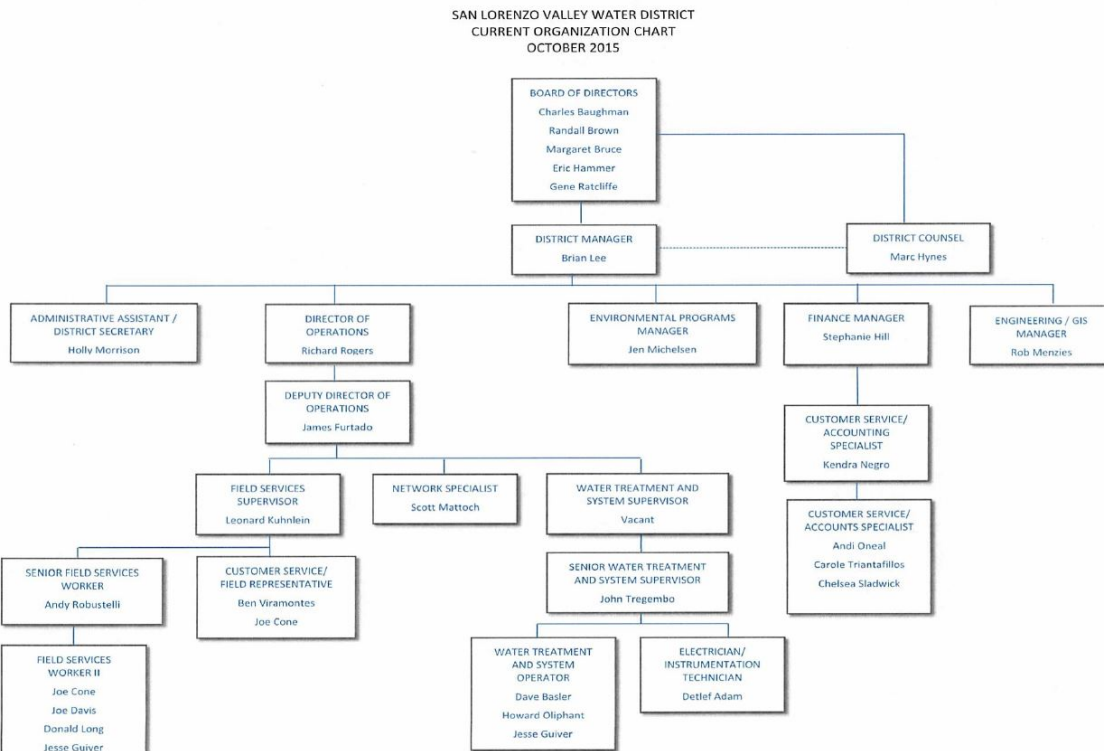 SAN LORENZO VALLEY WATER DISTRICT
CURRENT ORGANIZATION CHART
OCTOBER 2015
BOARD OF DIRECTORS
Charles Baughman
Randall Brown
Margaret Bruce
Eric Hammer
Gene Ratcliffe
DISTRICT MANAGER
Brian Lee
DISTRICT COUNSEL
Marc Hynes
ADMINISTRATIVE ASSISTANT /
DISTRICT SECRETARY
Holly Morrison
DIRECTOR OF
OPERATIONS
Richard Rogers
ENVIRONMENTAL PROGRAMS
MANAGER
Jen Michelsen
FINANCE MANAGER
Stephanie Hill
ENGINEERING / GIS
MANAGER
Rob Menzies
DEPUTY DIRECTOR OF
OPERATIONS
James Furtado
CUSTOMER SERVICE/
ACCOUNTING
SPECIALIST
Kendra Negro
FIELD SERVICES
SUPERVISOR
Leonard Kuhnlein
NETWORK SPECIALIST
Scott Mattoch
WATER TREATMENT AND
SYSTEM SUPERVISOR
Vacant
CUSTOMER SERVICE/
ACCOUNTS SPECIALIST
Andi Oneal
Carole Triantafillos
Chelsea Sladwick
SENIOR FIELD SERVICES
WORKER
Andy Robustelli
CUSTOMER SERVICE/
FIELD REPRESENTATIVE
Ben Viramontes
Joe Cone
SENIOR WATER TREATMENT
AND SYSTEM SUPERVISOR
John Tregembo
FIELD SERVICES
WORKER II
Joe Cone
Joe Davis
Donald Long
Jesse Guiver
WATER TREATMENT
AND SYSTEM
OPERATOR
Dave Basler
Howard Oliphant
Jesse Guiver
ELECTRICIAN/
INSTRUMENTATION
TECHNICIAN
Detlef Adam